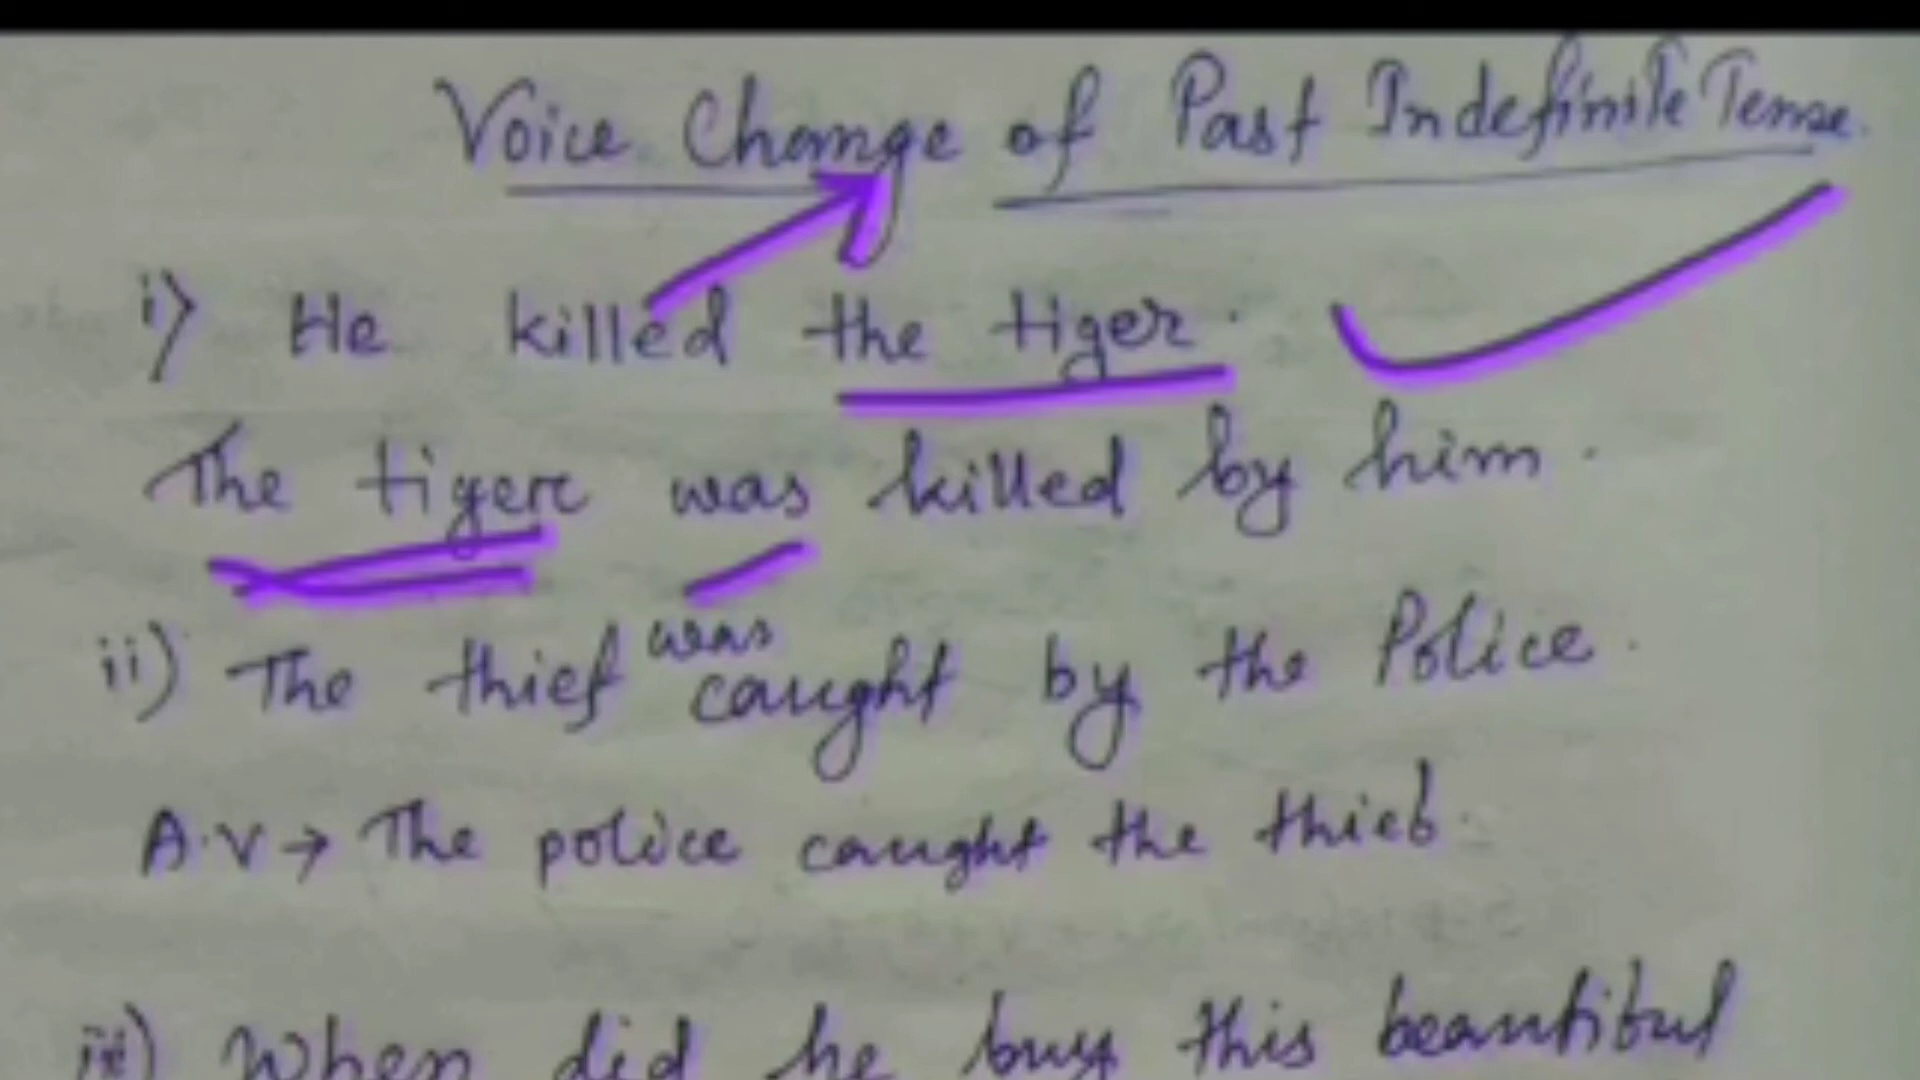 Voice Change of Past Indefinite Tense.
i) He killed the tiger.
The tiger was killed by him.
ii) The thief was caught by the Police.
A.V → The police caught the thief.
iii) When did he buy this beautiful